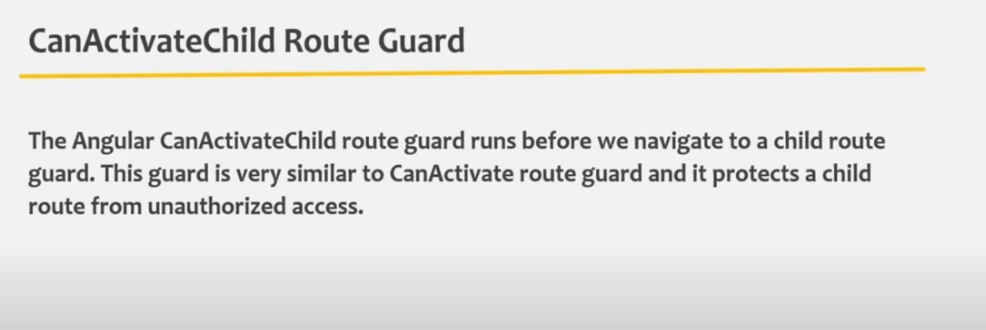 CanActivateChild Route Guard
The Angular CanActivateChild route guard runs before we navigate to a child route
guard. This guard is very similar to CanActivate route guard and it protects a child
route from unauthorized access.